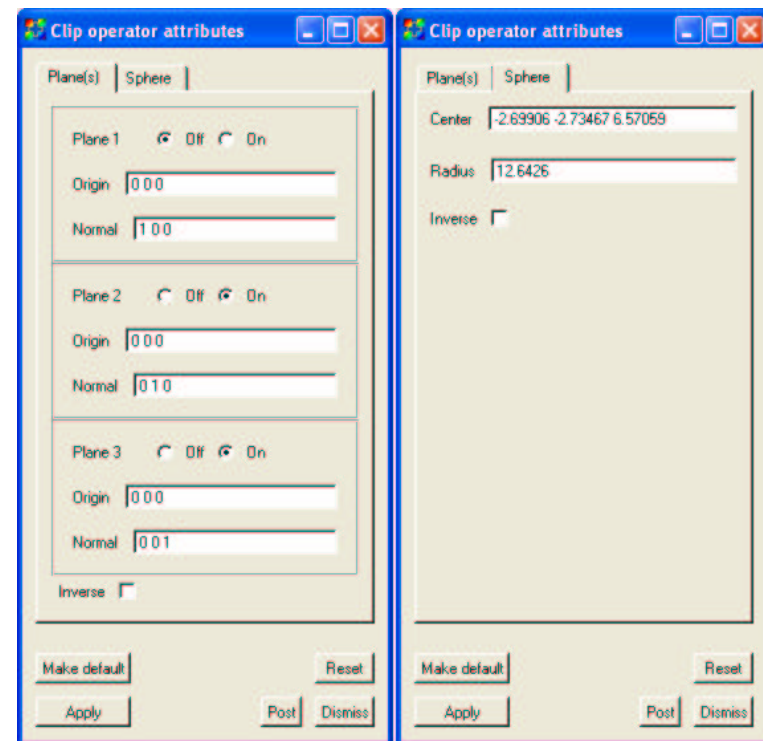 Clip operator attributes
Plane(s) Sphere
Plane 1 Off On
Origin 0 0 0
Normal 1 0 0
Plane 2 Off On
Origin 0 0 0
Normal 0 1 0
Plane 3 Off On
Origin 0 0 0
Normal 0 0 1
Inverse
Make default Reset
Apply Post Dismiss
Clip operator attributes
Plane(s) Sphere
Center -2.69906 -2.73467 6.57059
Radius 12.6426
Inverse
Make default Reset
Apply Post Dismiss